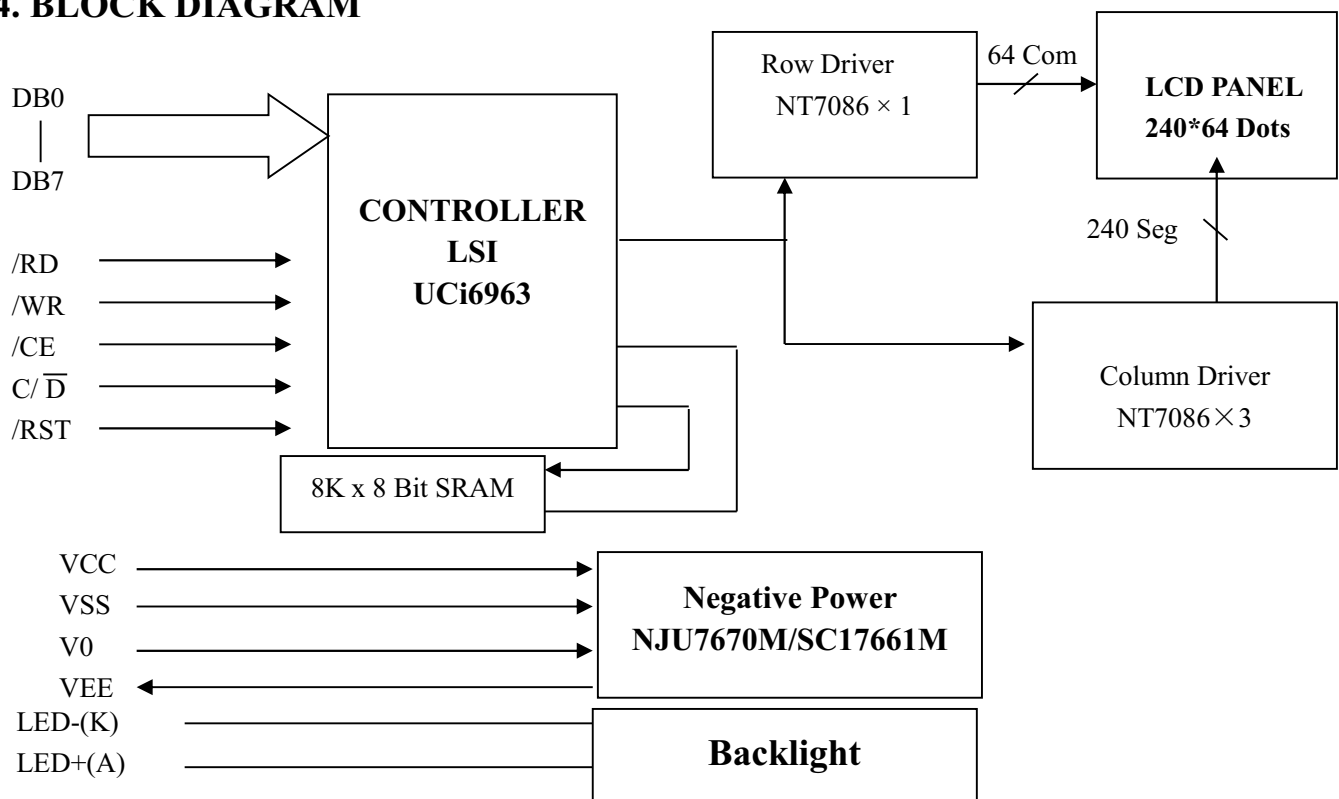 4. BLOCK DIAGRAM
DB0
DB7
/RD
/WR
/CE
C/ D̅
/RST
CONTROLLER
LSI
UCi6963
8K x 8 Bit SRAM
Row Driver
NT7086 × 1
64 Com
LCD PANEL
240*64 Dots
240 Seg
Column Driver
NT7086×3
VCC
VSS
V0
VEE
Negative Power
NJU7670M/SC17661M
LED-(K)
LED+(A)
Backlight